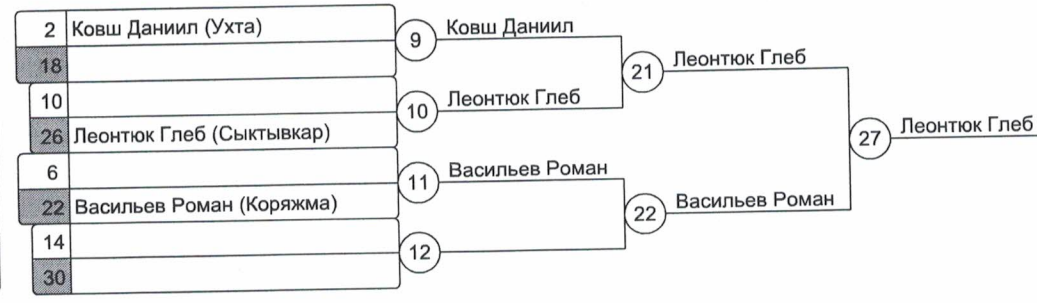 2 Ковш Даниил (Ухта)
18
9 Ковш Даниил
10
26 Леонтюк Глеб (Сыктывкар)
10 Леонтюк Глеб
21 Леонтюк Глеб
6
22 Васильев Роман (Коряжма)
11 Васильев Роман
14
30
12
22 Васильев Роман
27 Леонтюк Глеб